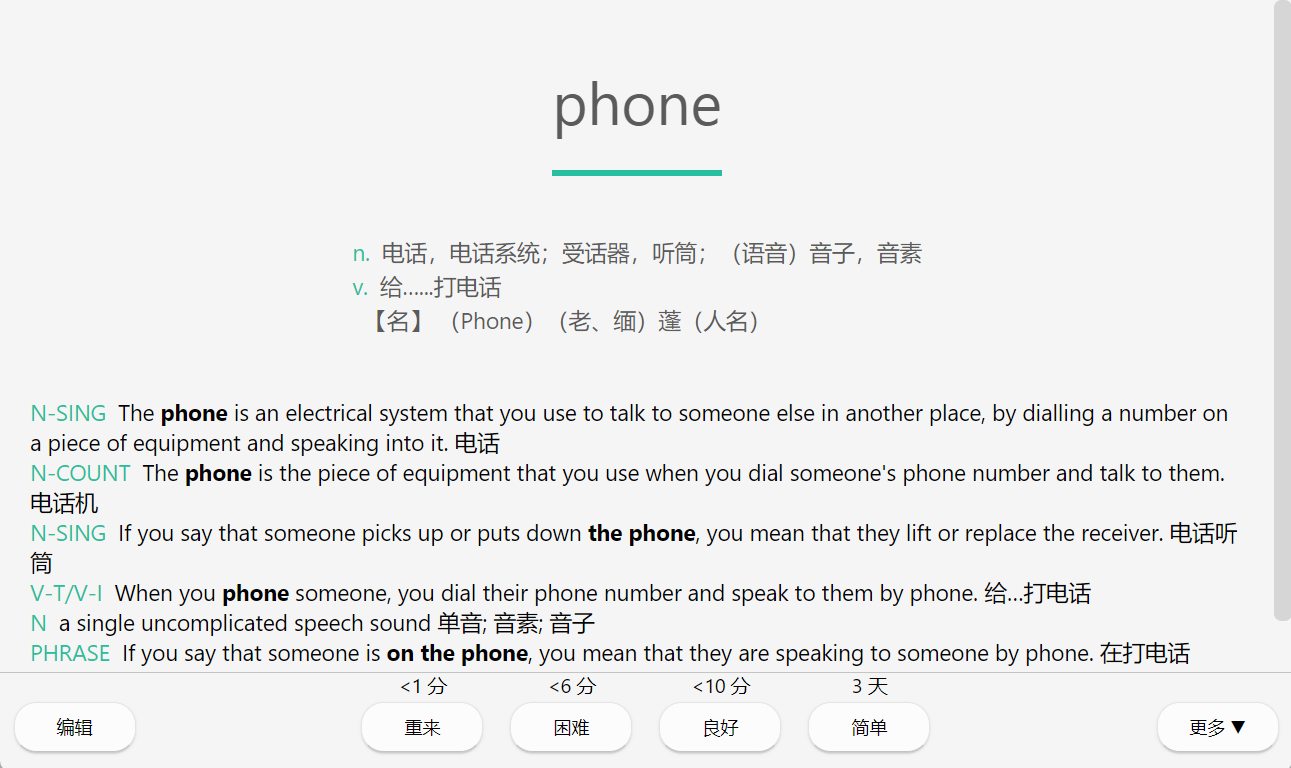 phone
n. 电话，电话系统；受话器，听筒；（语音）音子，音素
v. 给……打电话
【名】（Phone）（老、缅）蓬（人名）
N-SING The phone is an electrical system that you use to talk to someone else in another place, by dialling a number on
a piece of equipment and speaking into it. 电话
N-COUNT The phone is the piece of equipment that you use when you dial someone's phone number and talk to them.
电话机
N-SING If you say that someone picks up or puts down the phone, you mean that they lift or replace the receiver. 电话听
筒
V-T/V-I When you phone someone, you dial their phone number and speak to them by phone. 给…打电话
N a single uncomplicated speech sound 单音; 音素; 音子
PHRASE If you say that someone is on the phone, you mean that they are speaking to someone by phone. 在打电话
<1 分 <6 分 <10 分 3 天
编辑 重来 困难 良好 简单 更多 ▼